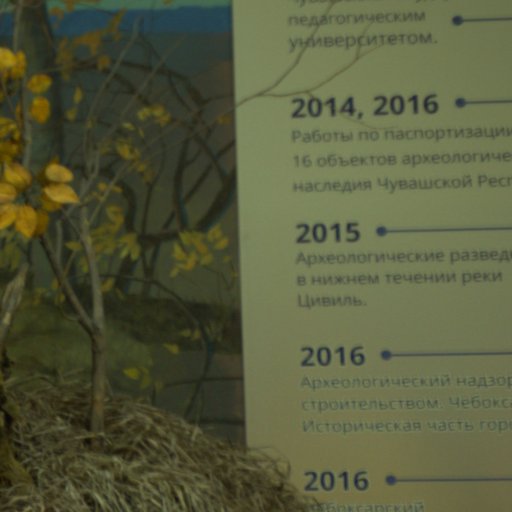 педагогическим
университетом.
2014, 2016
Работы по паспортизации
16 объектов археологиче
наследия Чувашской Рес
2015
Археологические развед
в нижнем течении реки
Цивиль.
2016
Археологический надзор
строительством. Чебокс
Историческая часть гор
2016